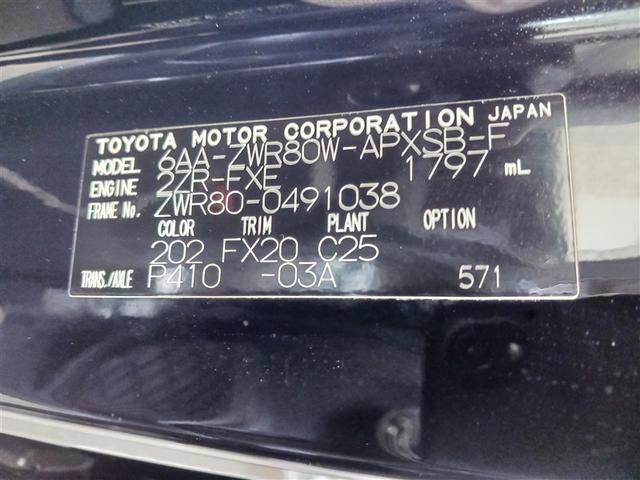 TOYOTA MOTOR CORPORATION JAPAN
MODEL 6AA-ZWR80W-APXSB-F
ENGINE 2ZR-FXE 1797 mL
FRAME No. ZWR80-0491038
COLOR TRIM PLANT OPTION
202 FX20 C25
TRANS./AXLE P410 -03A 571